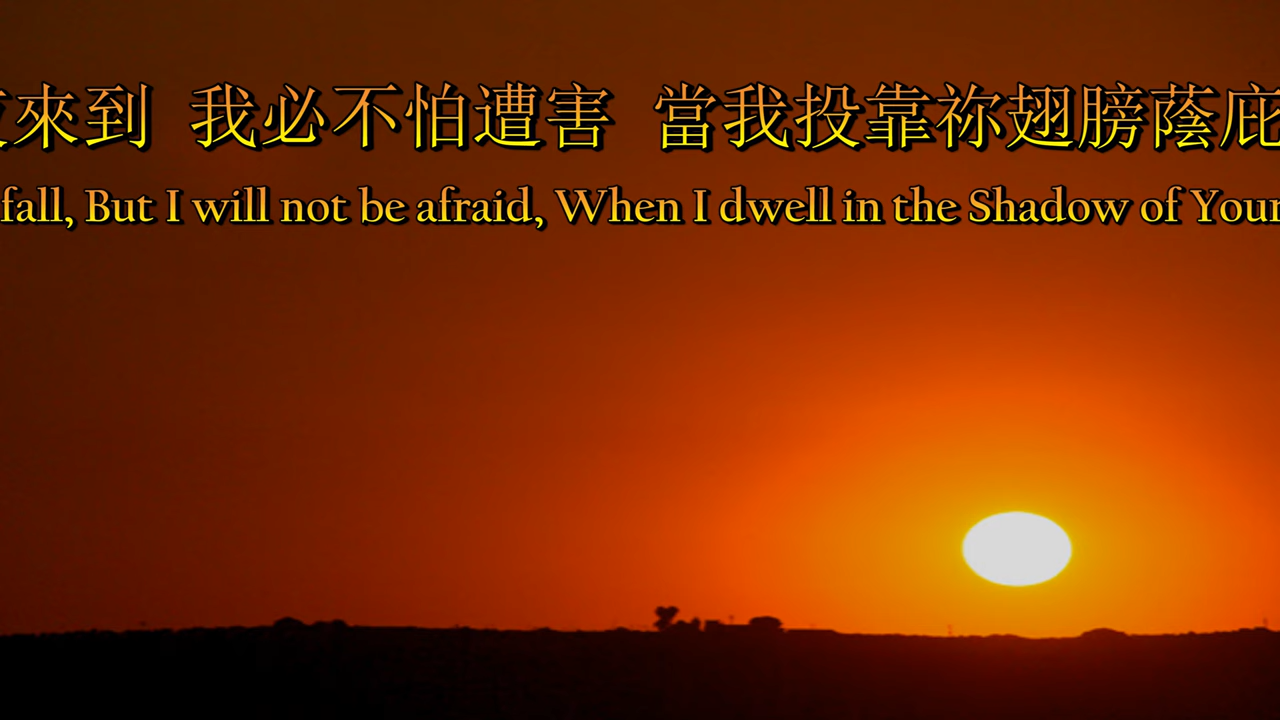 來到 我必不怕遭害 當我投靠祢翅膀蔭庇
fall, But I will not be afraid, When I dwell in the Shadow of Your